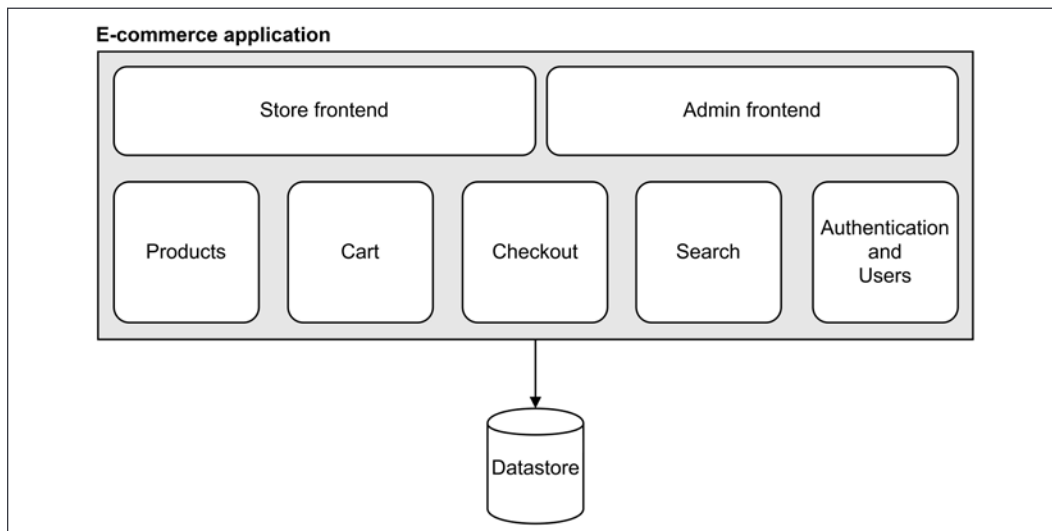 E-commerce application
Store frontend
Admin frontend
Products
Cart
Checkout
Search
Authentication
and
Users
Datastore